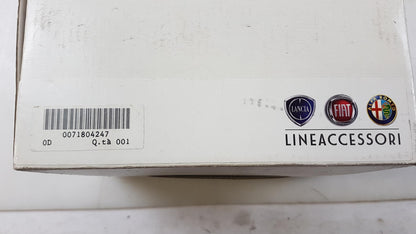 0071804247
0D Q.tà 001
LANCIA FIAT
LINEACCESSORI